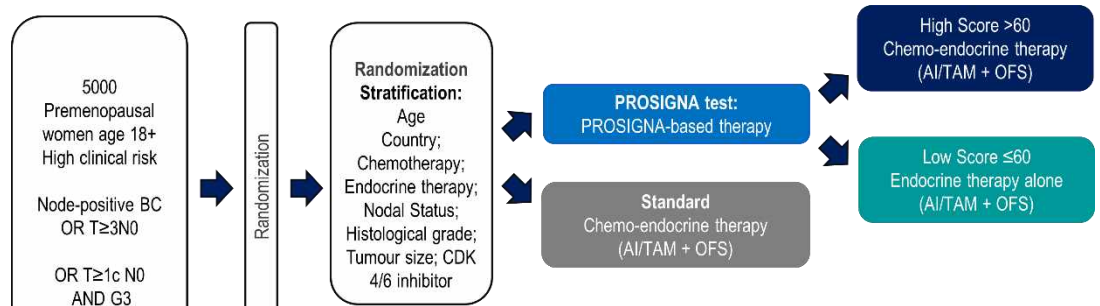 5000
Premenopausal
women age 18+
High clinical risk
Node-positive BC
OR T≥3N0
OR T≥1c N0
AND G3
Randomization
Randomization
Stratification:
Age
Country;
Chemotherapy;
Endocrine therapy;
Nodal Status;
Histological grade;
Tumour size; CDK
4/6 inhibitor
PROSIGNA test:
PROSIGNA-based therapy
Standard
Chemo-endocrine therapy
(AI/TAM + OFS)
High Score >60
Chemo-endocrine therapy
(AI/TAM + OFS)
Low Score ≤60
Endocrine therapy alone
(AI/TAM + OFS)